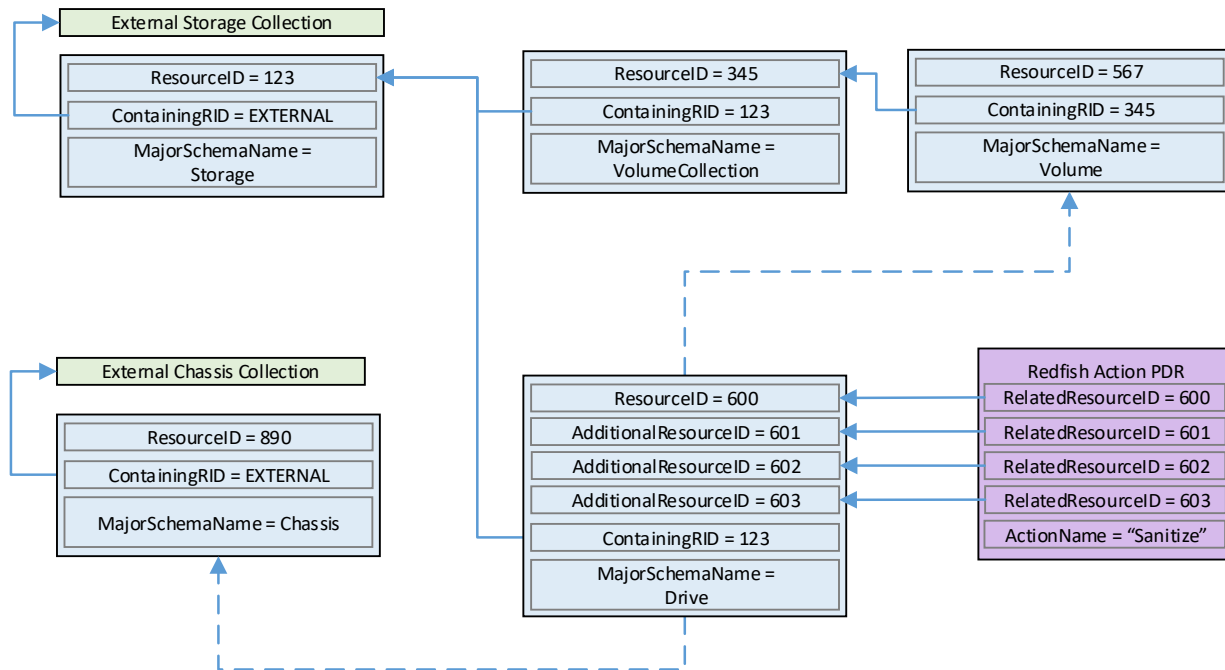 External Storage Collection
ResourceID = 123
ContainingRID = EXTERNAL
MajorSchemaName =
Storage
ResourceID = 345
ContainingRID = 123
MajorSchemaName =
VolumeCollection
ResourceID = 567
ContainingRID = 345
MajorSchemaName =
Volume
External Chassis Collection
ResourceID = 890
ContainingRID = EXTERNAL
MajorSchemaName = Chassis
ResourceID = 600
AdditionalResourceID = 601
AdditionalResourceID = 602
AdditionalResourceID = 603
ContainingRID = 123
MajorSchemaName =
Drive
Redfish Action PDR
RelatedResourceID = 600
RelatedResourceID = 601
RelatedResourceID = 602
RelatedResourceID = 603
ActionName = “Sanitize”